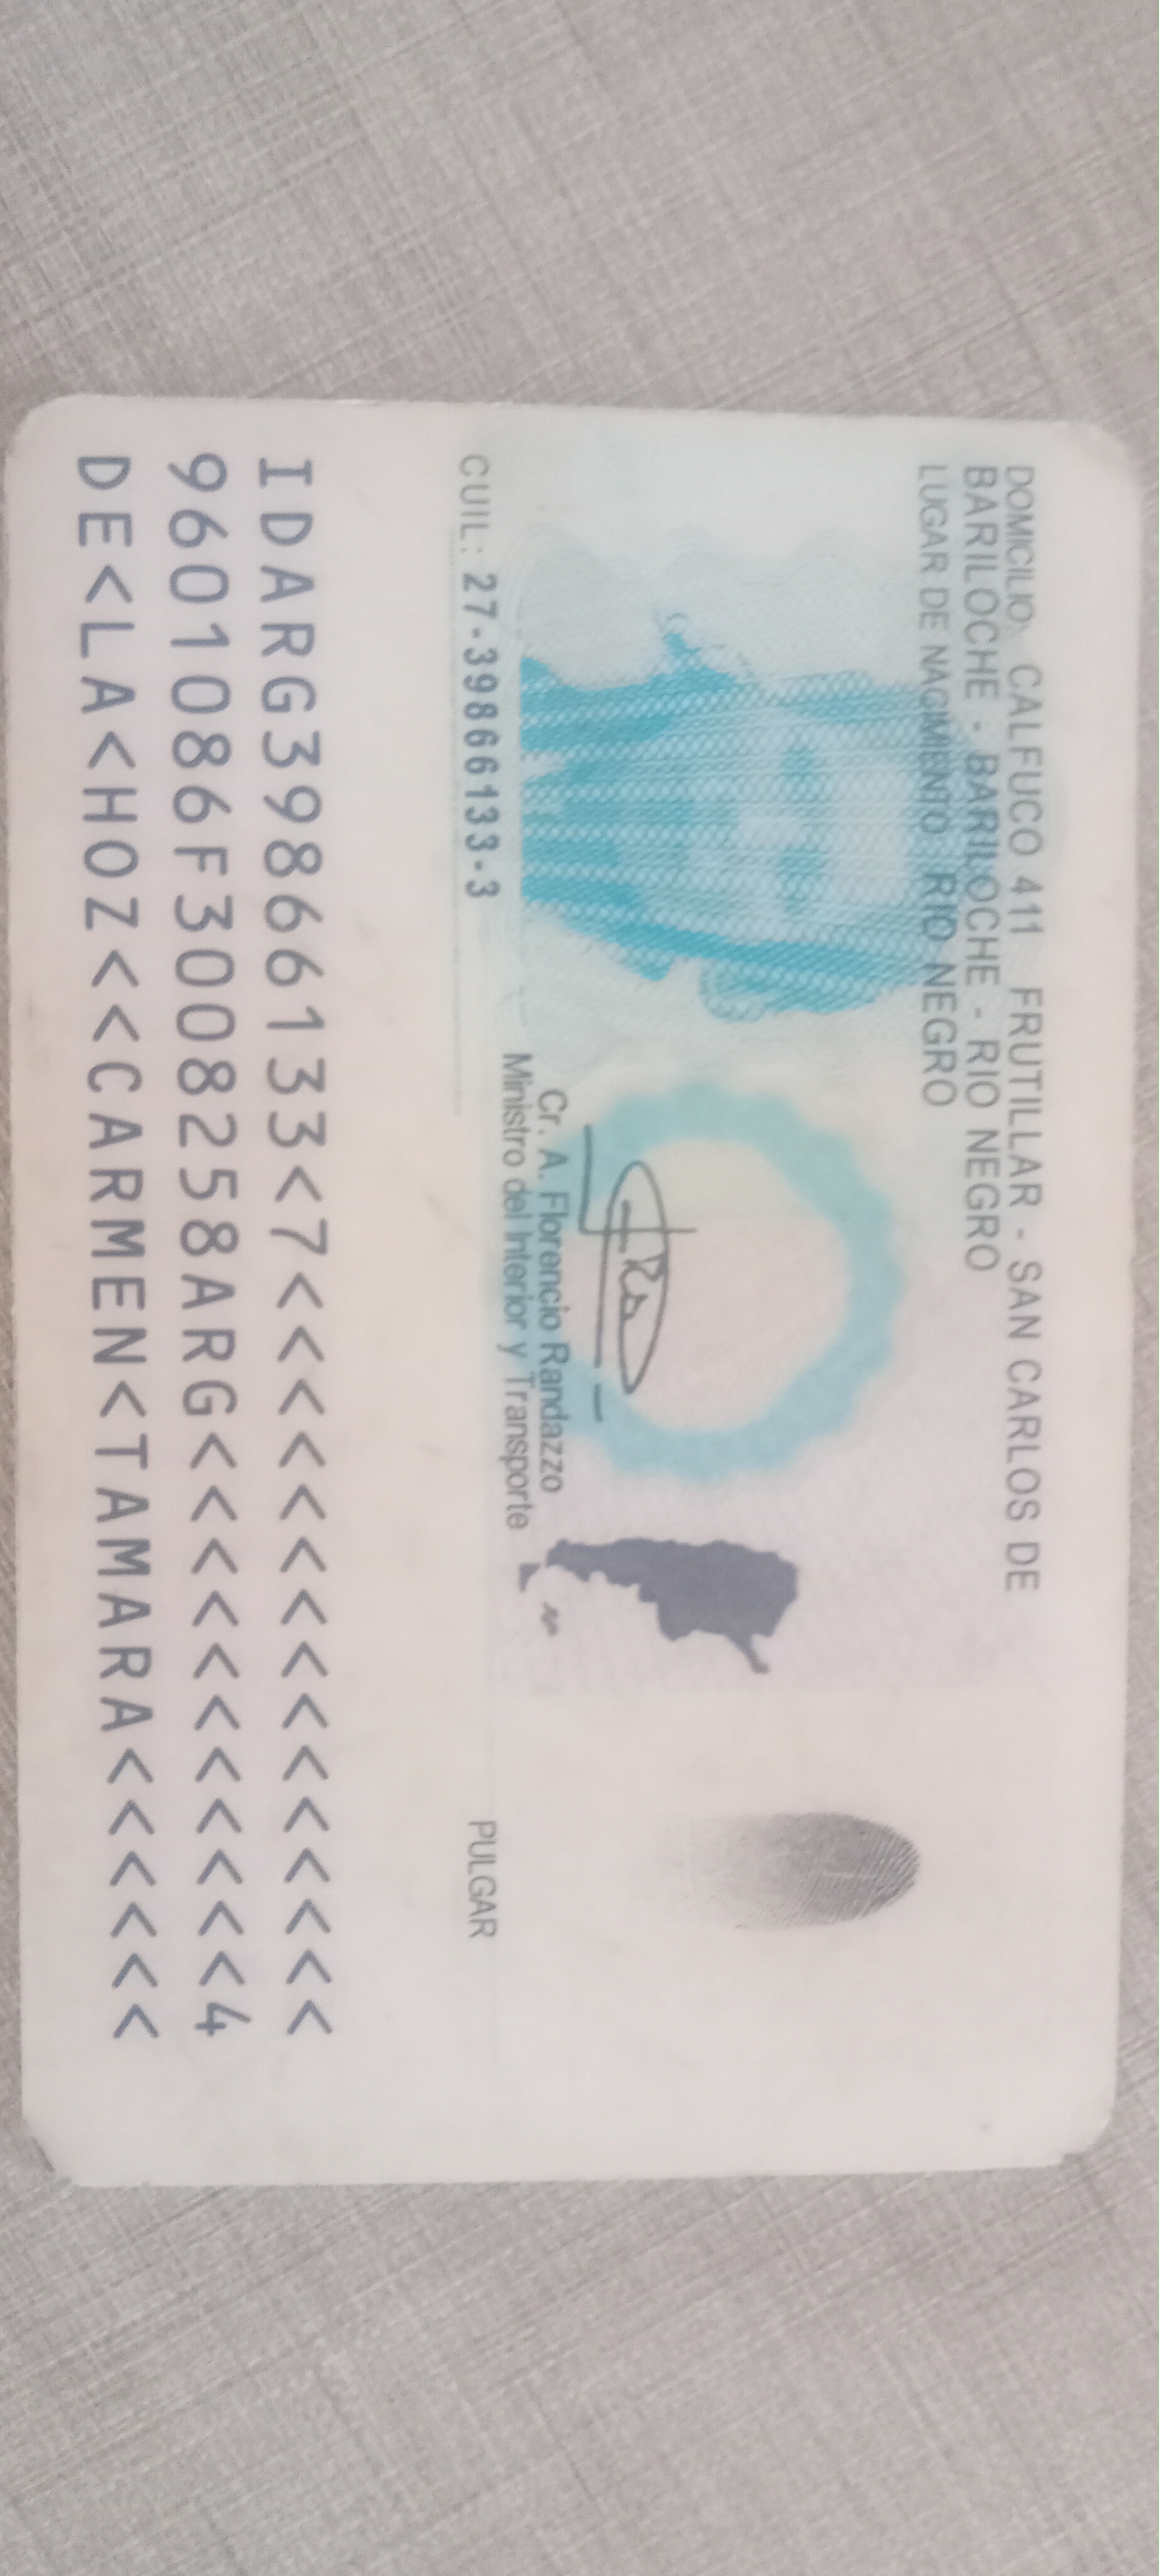 DOMICILIO: CALFUCO 411 FRUTILLAR - SAN CARLOS DE
BARILOCHE - BARILOCHE - RIO NEGRO
LUGAR DE NACIMIENTO: RIO NEGRO
Cr. A. Florencio Randazzo
Ministro del Interior y Transporte
CUIL: 27-39866133-3
PULGAR
IDARG39866133<7<<<<<<<<<<<<<<<
9601086F3008258ARG<<<<<<<<<<<4
DE<LA<HOZ<<CARMEN<TAMARA<<<<<<